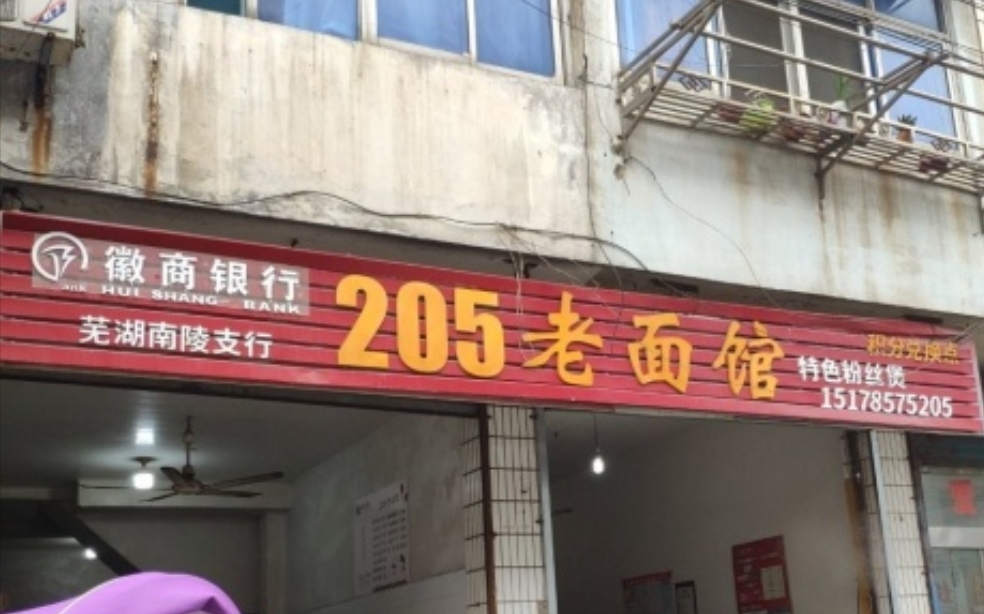 徽商银行
HUI SHANG BANK
芜湖南陵支行
205老面馆
积分兑换点
特色粉丝煲
15178575205